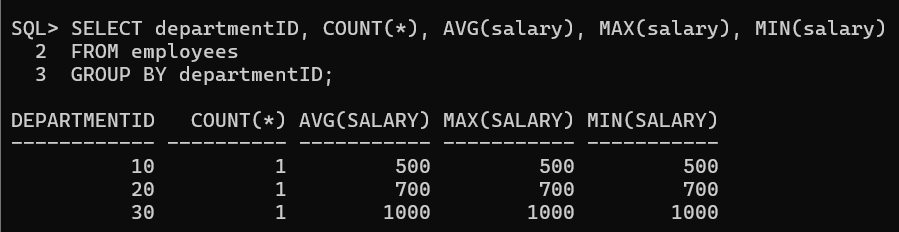 SQL> SELECT departmentID, COUNT(*), AVG(salary), MAX(salary), MIN(salary)
  2  FROM employees
  3  GROUP BY departmentID;

DEPARTMENTID   COUNT(*) AVG(SALARY) MAX(SALARY) MIN(SALARY)
------------ ---------- ----------- ----------- -----------
          10          1         500         500         500
          20          1         700         700         700
          30          1        1000        1000        1000